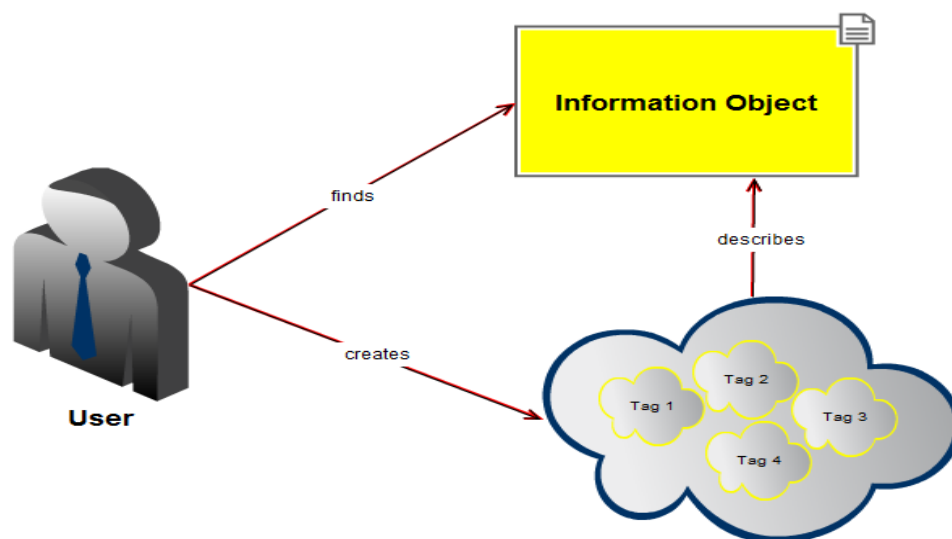 Information Object
finds
describes
creates
User
Tag 1
Tag 2
Tag 3
Tag 4